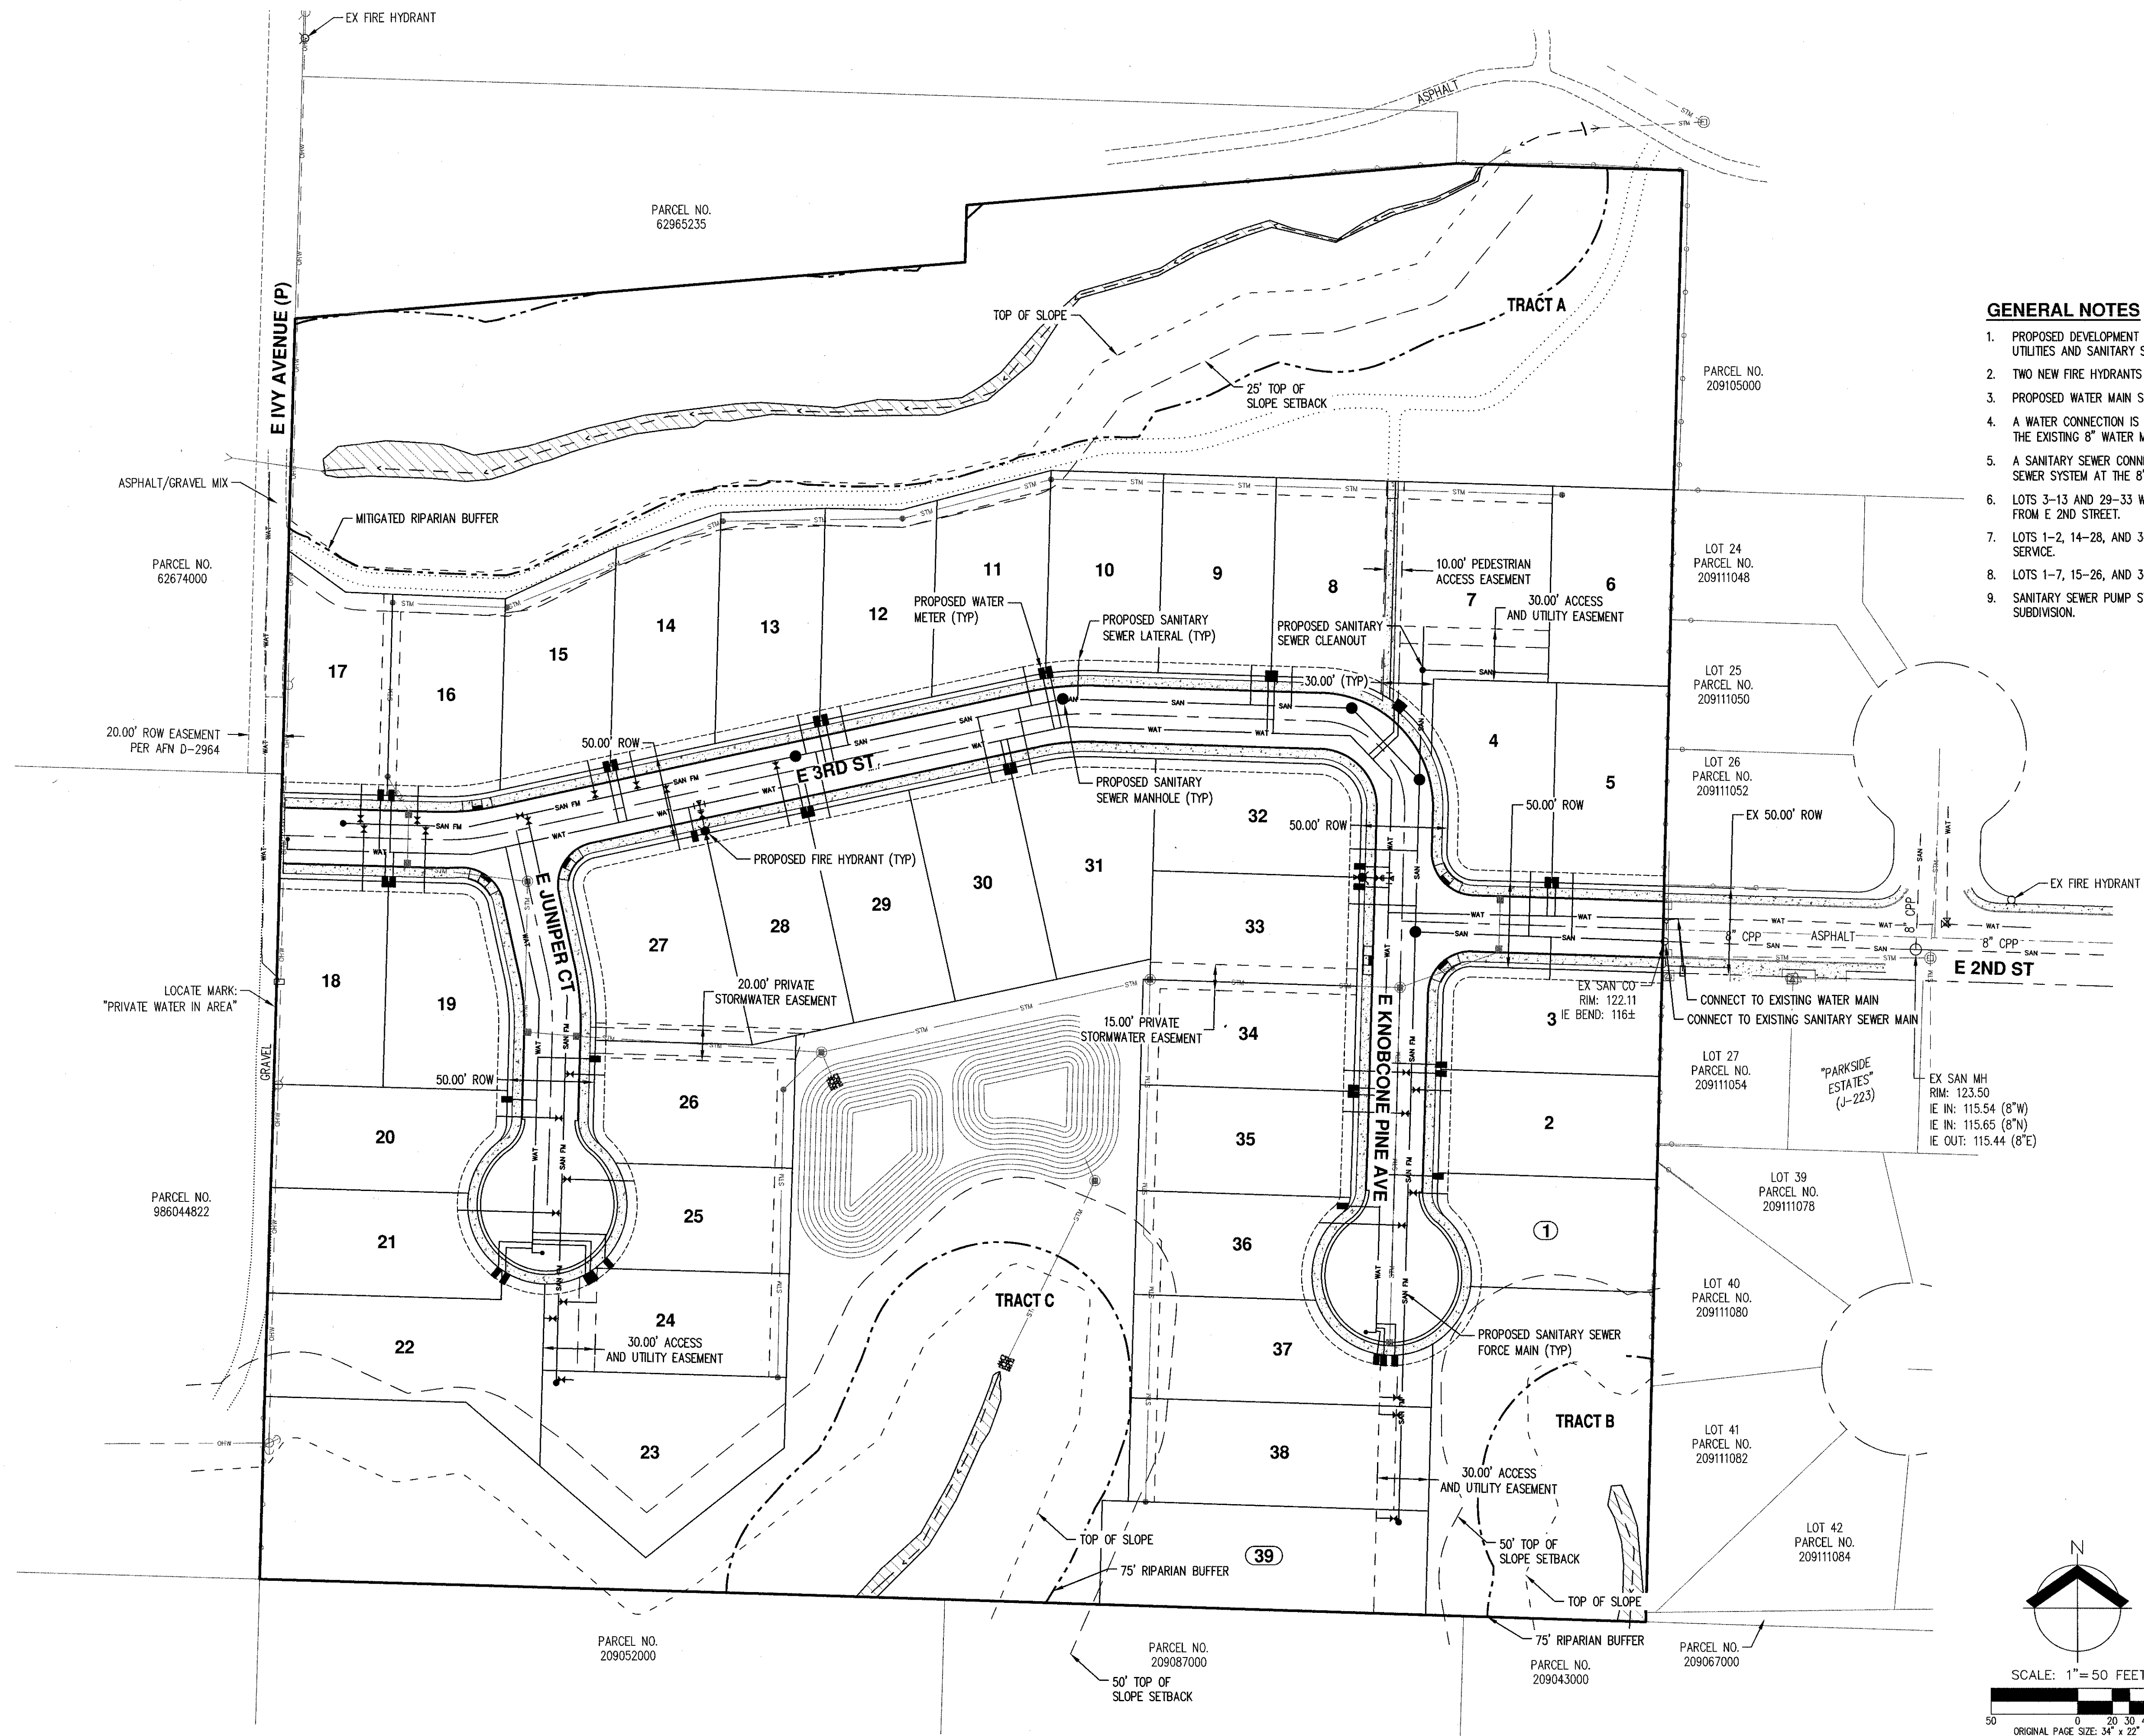 EX FIRE HYDRANT
ASPHALT
STM
STM
PARCEL NO.
62965235
E IVY AVENUE (P)
TOP OF SLOPE
TRACT A
25' TOP OF
SLOPE SETBACK
PARCEL NO.
209105000
GENERAL NOTES
1. PROPOSED DEVELOPMENT
UTILITIES AND SANITARY S
2. TWO NEW FIRE HYDRANTS
3. PROPOSED WATER MAIN S
4. A WATER CONNECTION IS
THE EXISTING 8" WATER M
5. A SANITARY SEWER CONN
SEWER SYSTEM AT THE 8"
6. LOTS 3-13 AND 29-33 W
FROM E 2ND STREET.
7. LOTS 1-2, 14-28, AND 3
SERVICE.
8. LOTS 1-7, 15-26, AND 3
9. SANITARY SEWER PUMP S
SUBDIVISION.
ASPHALT/GRAVEL MIX
MITIGATED RIPARIAN BUFFER
PARCEL NO.
62674000
20.00' ROW EASEMENT
PER AFN D-2964
17
16
15
14
13
12
11
10
9
8
7
6
PROPOSED WATER
METER (TYP)
PROPOSED SANITARY
SEWER LATERAL (TYP)
PROPOSED SANITARY
SEWER CLEANOUT
10.00' PEDESTRIAN
ACCESS EASEMENT
30.00' ACCESS
AND UTILITY EASEMENT
LOT 24
PARCEL NO.
209111048
LOT 25
PARCEL NO.
209111050
LOT 26
PARCEL NO.
209111052
30.00' (TYP)
4
5
50.00' ROW
E 3RD ST
PROPOSED SANITARY
SEWER MANHOLE (TYP)
PROPOSED FIRE HYDRANT (TYP)
50.00' ROW
50.00' ROW
EX 50.00' ROW
EX FIRE HYDRANT
SAN FM
WAT
SAN
E JUNIPER CT
27
28
29
30
31
32
33
34
20.00' PRIVATE
STORMWATER EASEMENT
15.00' PRIVATE
STORMWATER EASEMENT
8" CPP
ASPHALT
8" CPP
8" CPP
E 2ND ST
EX SAN CO
RIM: 122.11
IE BEND: 116±
CONNECT TO EXISTING WATER MAIN
CONNECT TO EXISTING SANITARY SEWER MAIN
LOCATE MARK:
"PRIVATE WATER IN AREA"
GRAVEL
18
19
50.00' ROW
E KNOBCONE PINE AVE
3
2
LOT 27
PARCEL NO.
209111054
"PARKSIDE
ESTATES"
(J-223)
EX SAN MH
RIM: 123.50
IE IN: 115.54 (8"W)
IE IN: 115.65 (8"N)
IE OUT: 115.44 (8"E)
20
26
35
PARCEL NO.
986044822
21
25
36
1
LOT 39
PARCEL NO.
209111078
22
24
30.00' ACCESS
AND UTILITY EASEMENT
TRACT C
37
PROPOSED SANITARY SEWER
FORCE MAIN (TYP)
LOT 40
PARCEL NO.
209111080
OHW
23
38
TRACT B
30.00' ACCESS
AND UTILITY EASEMENT
LOT 41
PARCEL NO.
209111082
TOP OF SLOPE
75' RIPARIAN BUFFER
39
50' TOP OF
SLOPE SETBACK
TOP OF SLOPE
75' RIPARIAN BUFFER
LOT 42
PARCEL NO.
209111084
PARCEL NO.
209052000
PARCEL NO.
209087000
50' TOP OF
SLOPE SETBACK
PARCEL NO.
209043000
PARCEL NO.
209067000
N
SCALE: 1"= 50 FEET
50 0 20 30
ORIGINAL PAGE SIZE: 34" x 22"